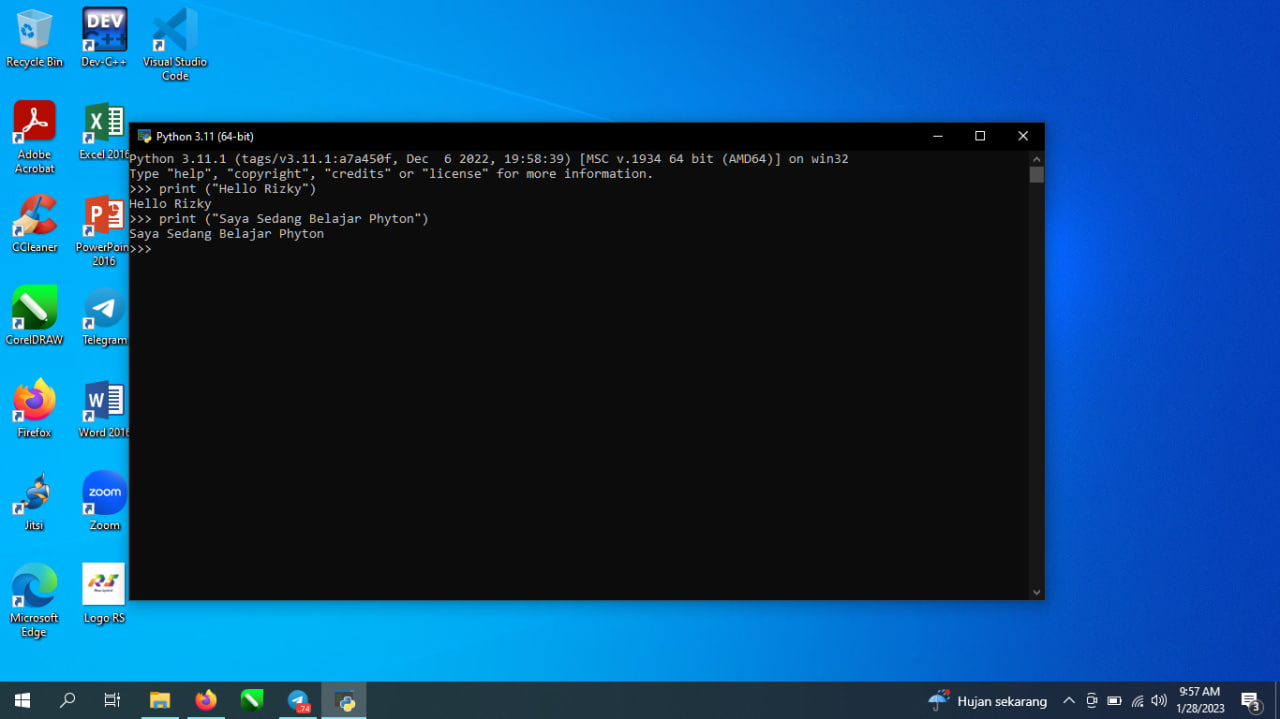 Recycle Bin
DEV
C++
Dev-C++
Visual Studio
Code
Adobe
Acrobat
Excel 2016
CCleaner
PowerPoin
2016
CorelDRAW
Telegram
Firefox
Word 2016
Jitsi
zoom
Zoom
Microsoft
Edge
RS
Logo RS
Python 3.11 (64-bit)
Python 3.11.1 (tags/v3.11.1:a7a450f, Dec  6 2022, 19:58:39) [MSC v.1934 64 bit (AMD64)] on win32
Type "help", "copyright", "credits" or "license" for more information.
>>> print ("Hello Rizky")
Hello Rizky
>>> print ("Saya Sedang Belajar Phyton")
Saya Sedang Belajar Phyton
>>>
.74
Hujan sekarang
9:57 AM
1/28/2023
3